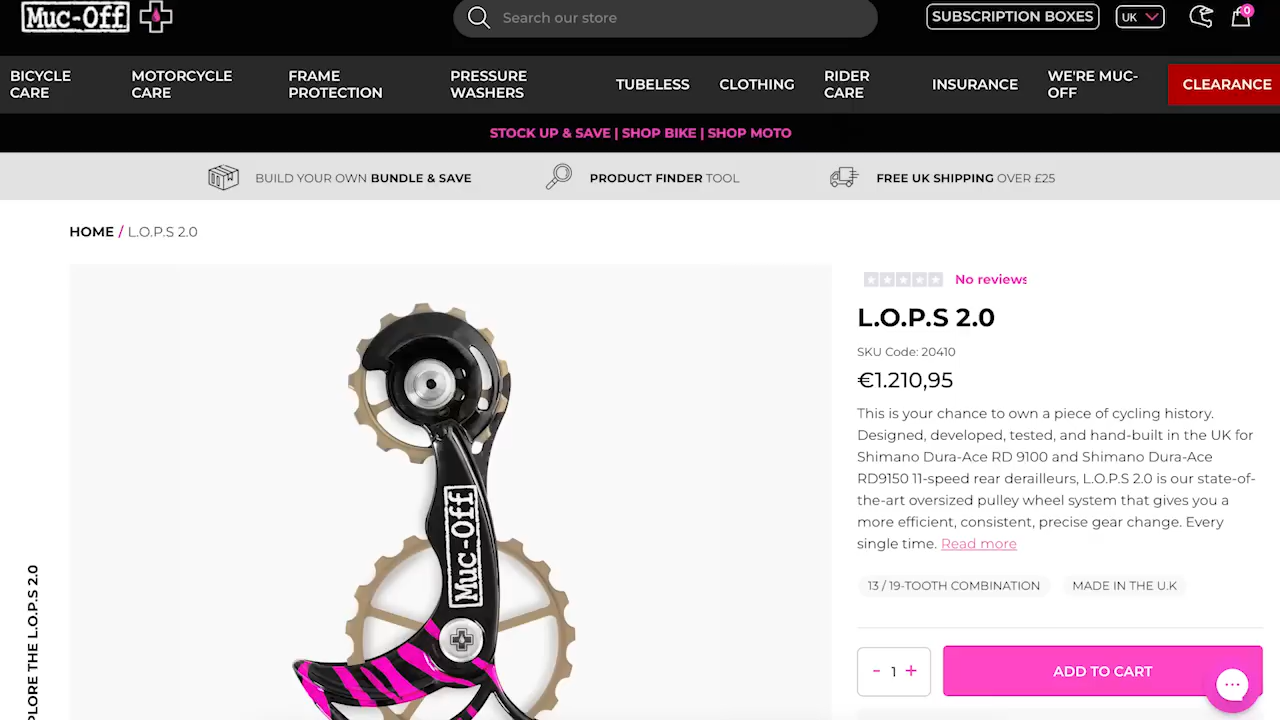 Muc-Off
Search our store
SUBSCRIPTION BOXES
UK
0
BICYCLE
CARE
MOTORCYCLE
CARE
FRAME
PROTECTION
PRESSURE
WASHERS
TUBELESS
CLOTHING
RIDER
CARE
INSURANCE
WE'RE MUC-
OFF
CLEARANCE
STOCK UP & SAVE | SHOP BIKE | SHOP MOTO
BUILD YOUR OWN BUNDLE & SAVE
PRODUCT FINDER TOOL
FREE UK SHIPPING OVER £25
HOME / L.O.P.S 2.0
No reviews
L.O.P.S 2.0
SKU Code: 20410
€1.210,95
This is your chance to own a piece of cycling history.
Designed, developed, tested, and hand-built in the UK for
Shimano Dura-Ace RD 9100 and Shimano Dura-Ace
RD9150 11-speed rear derailleurs, L.O.P.S 2.0 is our state-of-
the-art oversized pulley wheel system that gives you a
more efficient, consistent, precise gear change. Every
single time. Read more
13 / 19-TOOTH COMBINATION
MADE IN THE U.K
- 1 +
ADD TO CART
Muc-Off
PLORE THE L.O.P.S 2.0